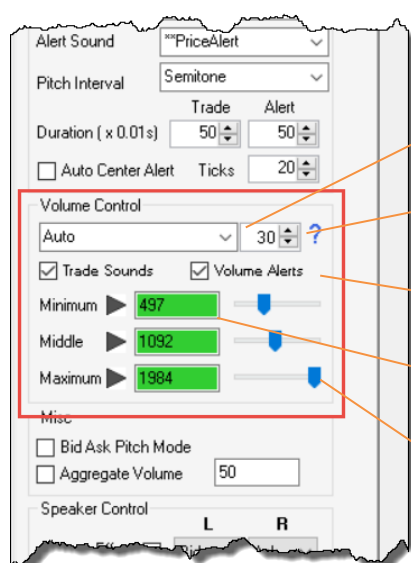 Alert Sound **PriceAlert
Pitch Interval Semitone
Trade Alert
Duration ( x 0.01s) 50 50
Auto Center Alert Ticks 20
Volume Control
Auto 30 ?
Trade Sounds Volume Alerts
Minimum 497
Middle 1092
Maximum 1984
Misc
Bid Ask Pitch Mode
Aggregate Volume 50
Speaker Control
L R